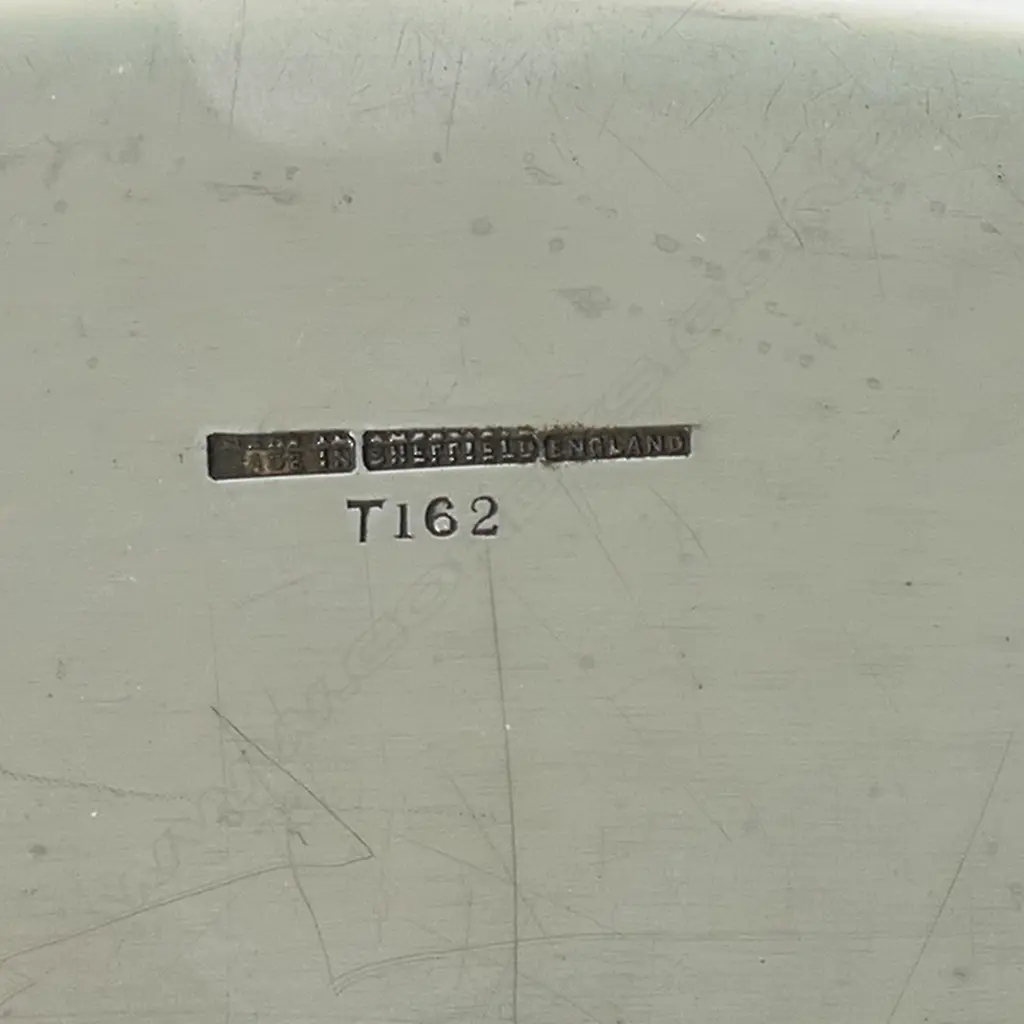 MADE IN SHEFFIELD ENGLAND
T162